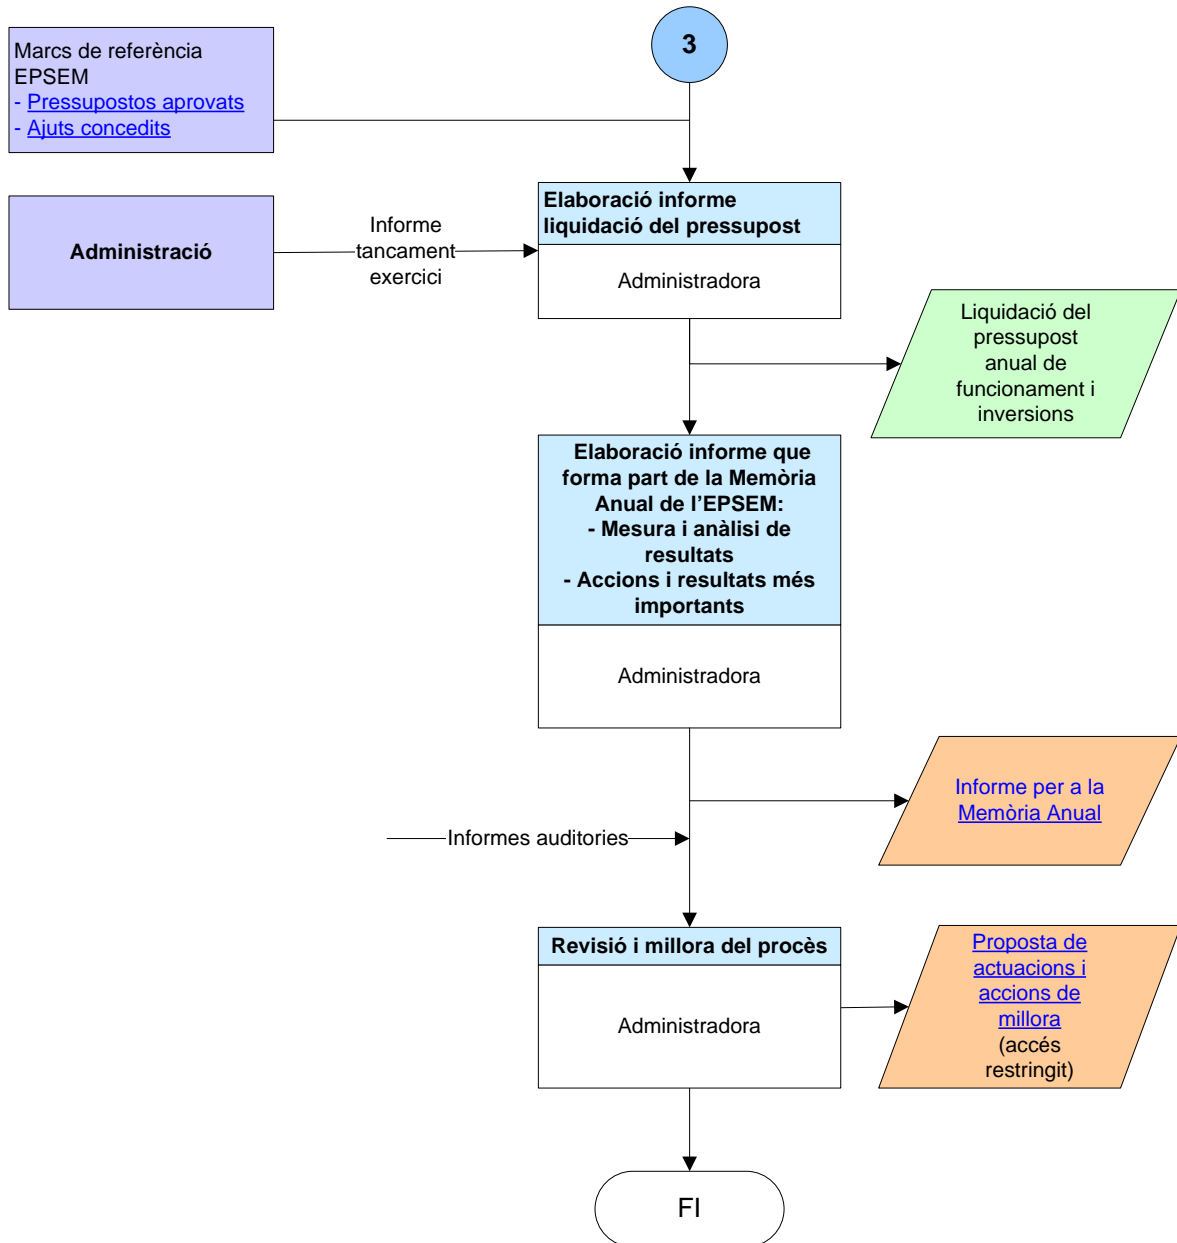 3
Marcs de referència
EPSEM
- Pressupostos aprovats
- Ajuts concedits
Elaboració informe
liquidació del pressupost
Administradora
Administració
Informe
tancament
exercici
Liquidació del
pressupost
anual de
funcionament i
inversions
Elaboració informe que
forma part de la Memòria
Anual de l’EPSEM:
- Mesura i anàlisi de
resultats
- Accions i resultats més
importants
Administradora
Informe per a la
Memòria Anual
Informes auditories
Revisió i millora del procès
Administradora
Proposta de
actuacions i
accions de
millora
(accés
restringit)
FI